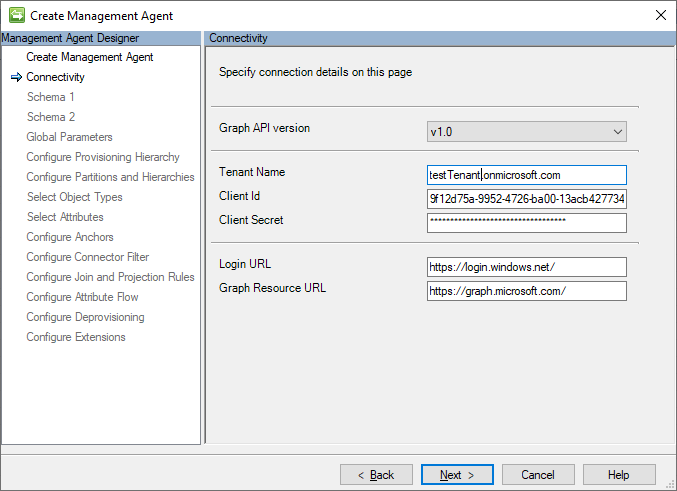 Create Management Agent
Management Agent Designer
Create Management Agent
Connectivity
Schema 1
Schema 2
Global Parameters
Configure Provisioning Hierarchy
Configure Partitions and Hierarchies
Select Object Types
Select Attributes
Configure Anchors
Configure Connector Filter
Configure Join and Projection Rules
Configure Attribute Flow
Configure Deprovisioning
Configure Extensions
Connectivity
Specify connection details on this page
Graph API version v1.0
Tenant Name testTenant.onmicrosoft.com
Client Id 9f12d75a-9952-4726-ba00-13acb427734
Client Secret **********************************
Login URL https://login.windows.net/
Graph Resource URL https://graph.microsoft.com/
< Back Next > Cancel Help